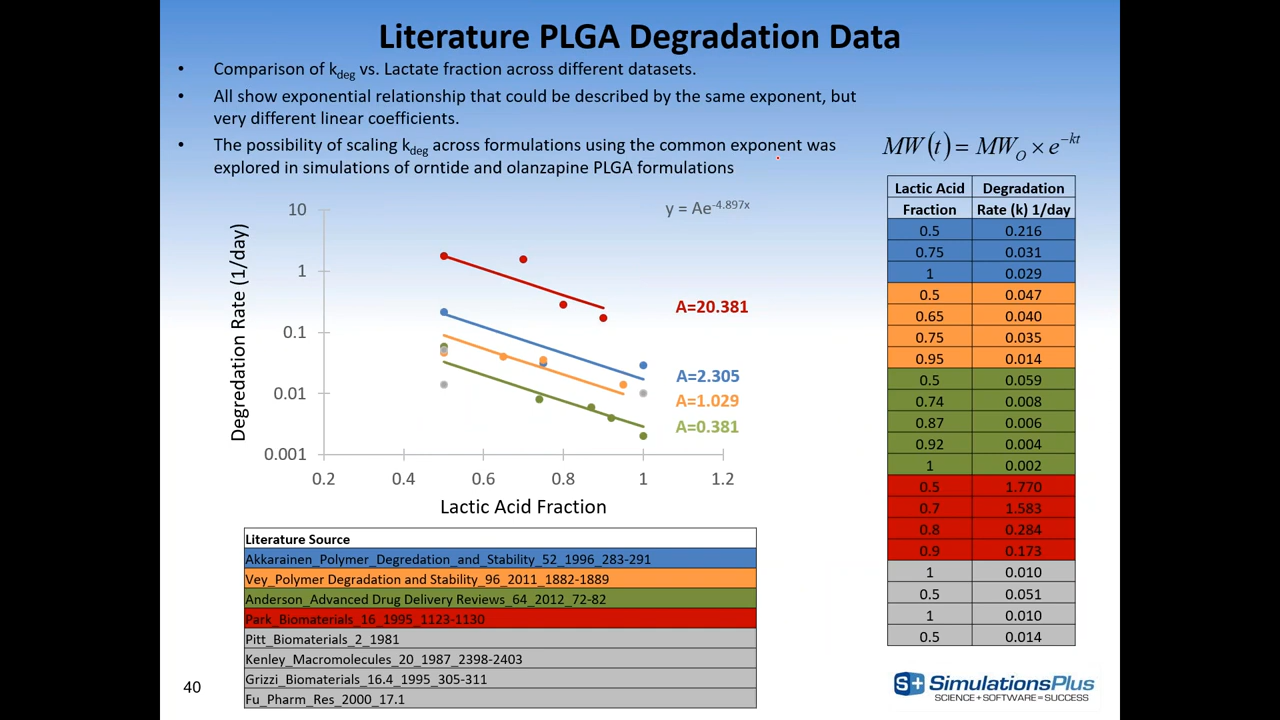 Literature PLGA Degradation Data
• Comparison of kdeg vs. Lactate fraction across different datasets.
• All show exponential relationship that could be described by the same exponent, but
very different linear coefficients.
• The possibility of scaling kdeg across formulations using the common exponent was
explored in simulations of orntide and olanzapine PLGA formulations
MW(t) = MWO × e^-kt
y = Ae^-4.897x
Degredation Rate (1/day)
10
1
0.1
0.01
0.001
0.2 0.4 0.6 0.8 1 1.2
Lactic Acid Fraction
A=20.381
A=2.305
A=1.029
A=0.381
Lactic Acid Degradation
Fraction Rate (k) 1/day
0.5 0.216
0.75 0.031
1 0.029
0.5 0.047
0.65 0.040
0.75 0.035
0.95 0.014
0.5 0.059
0.74 0.008
0.87 0.006
0.92 0.004
1 0.002
0.5 1.770
0.7 1.583
0.8 0.284
0.9 0.173
1 0.010
0.5 0.051
1 0.010
0.5 0.014
Literature Source
Akkarainen_Polymer_Degredation_and_Stability_52_1996_283-291
Vey_Polymer Degradation and Stability_96_2011_1882-1889
Anderson_Advanced Drug Delivery Reviews_64_2012_72-82
Park_Biomaterials_16_1995_1123-1130
Pitt_Biomaterials_2_1981
Kenley_Macromolecules_20_1987_2398-2403
Grizzi_Biomaterials_16.4_1995_305-311
Fu_Pharm_Res_2000_17.1
40
S+ SimulationsPlus
SCIENCE + SOFTWARE = SUCCESS